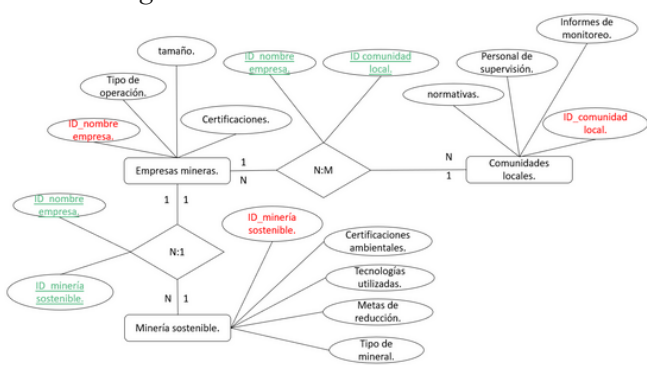 Informes de
monitoreo.
tamaño.
ID_nombre
empresa.
ID comunidad
local.
Personal de
supervisión.
Tipo de
operación.
normativas.
ID_nombre
empresa.
Certificaciones.
ID_comunidad
local.
Empresas mineras.
1
N
N:M
N
1
Comunidades
locales.
1
1
ID_nombre
empresa.
ID_minería
sostenible.
Certificaciones
ambientales.
N:1
Tecnologías
utilizadas.
ID_minería
sostenible.
N
1
Metas de
reducción.
Minería sostenible.
Tipo de
mineral.